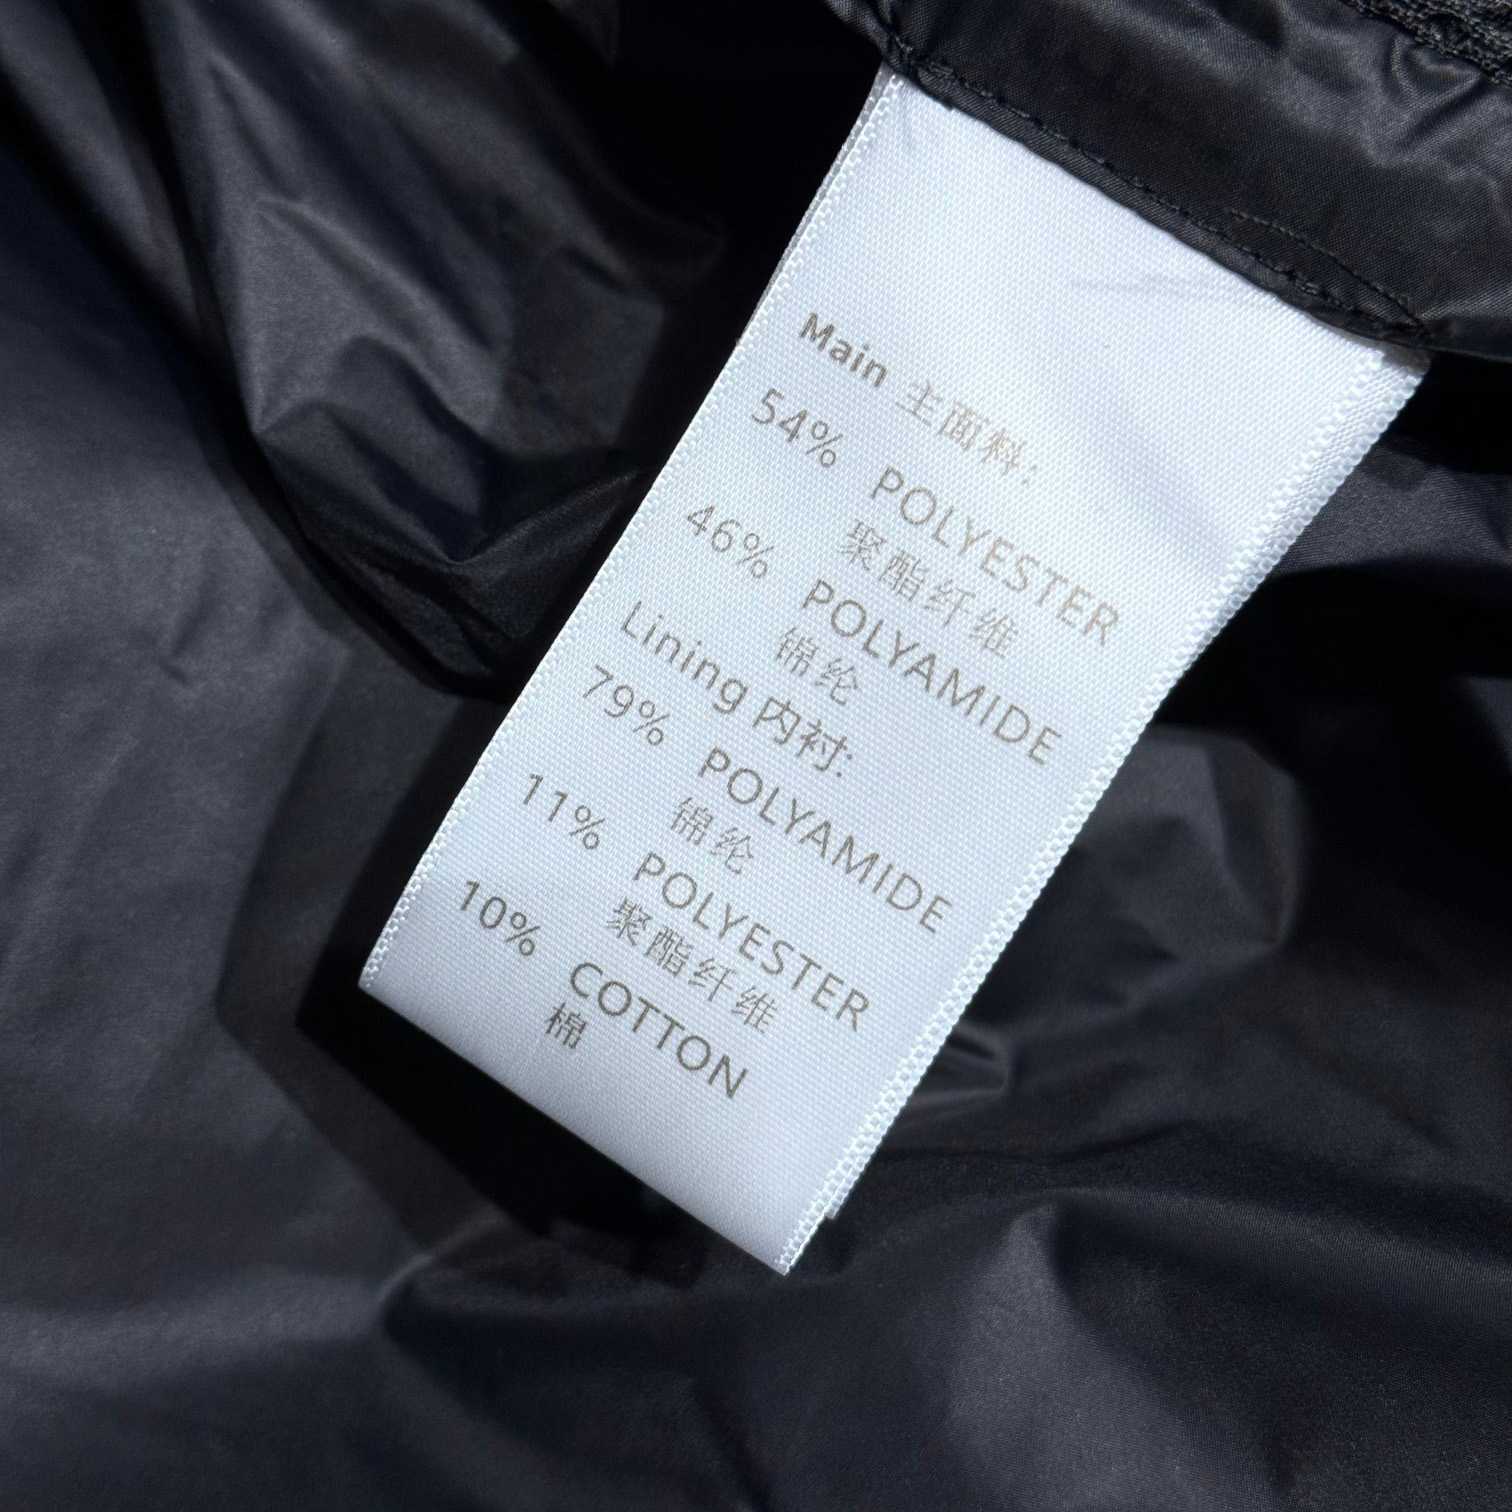 Main 主面料:
54% POLYESTER
聚酯纤维
46% POLYAMIDE
锦纶
Lining 内衬:
79% POLYAMIDE
锦纶
11% POLYESTER
聚酯纤维
10% COTTON
棉